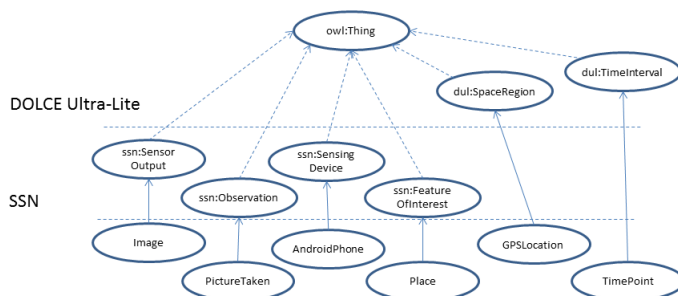 owl:Thing
dul:TimeInterval
dul:SpaceRegion
DOLCE Ultra-Lite
ssn:Sensor
Output
ssn:Sensing
Device
ssn:Observation
ssn:Feature
OfInterest
SSN
Image
AndroidPhone
GPSLocation
PictureTaken
Place
TimePoint